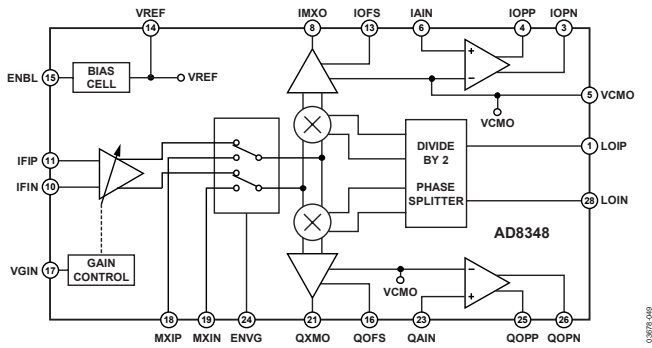 VREF
IMXO
IOFS
IAIN
IOPP
IOPN
14
8
13
6
4
3
ENBL
15
BIAS
CELL
VREF
+
–
5
VCMO
VCMO
IFIP
11
IFIN
10
DIVIDE
BY 2
PHASE
SPLITTER
1
LOIP
28
LOIN
AD8348
VGIN
17
GAIN
CONTROL
VCMO
–
+
18
19
24
21
16
23
25
26
MXIP
MXIN
ENVG
QXMO
QOFS
QAIN
QOPP
QOPN
03678-049